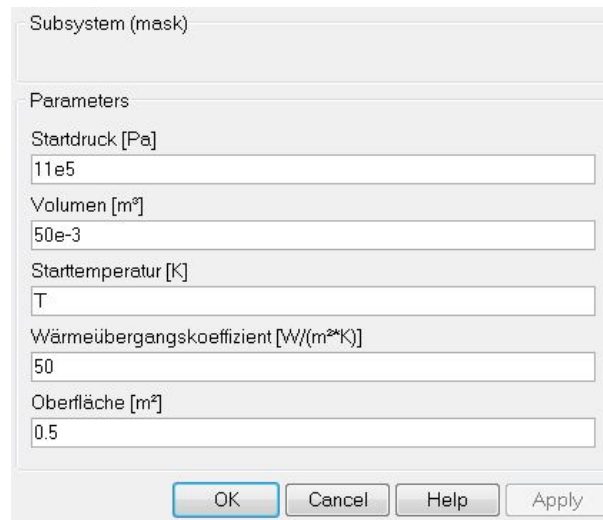 Subsystem (mask)
Parameters
Startdruck [Pa]
11e5
Volumen [m³]
50e-3
Starttemperatur [K]
T
Wärmeübergangskoeffizient [W/(m²*K)]
50
Oberfläche [m²]
0.5
OK Cancel Help Apply